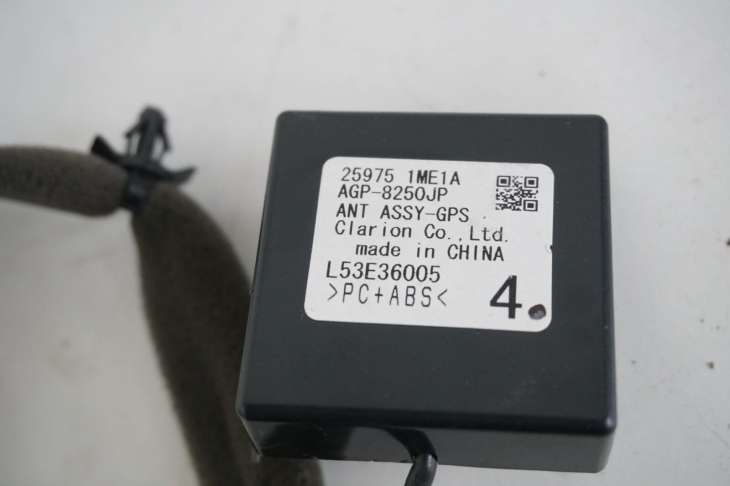 25975 1ME1A
AGP-8250JP
ANT ASSY-GPS
Clarion Co.,Ltd.
made in CHINA
L53E36005
>PC+ABS< 4.